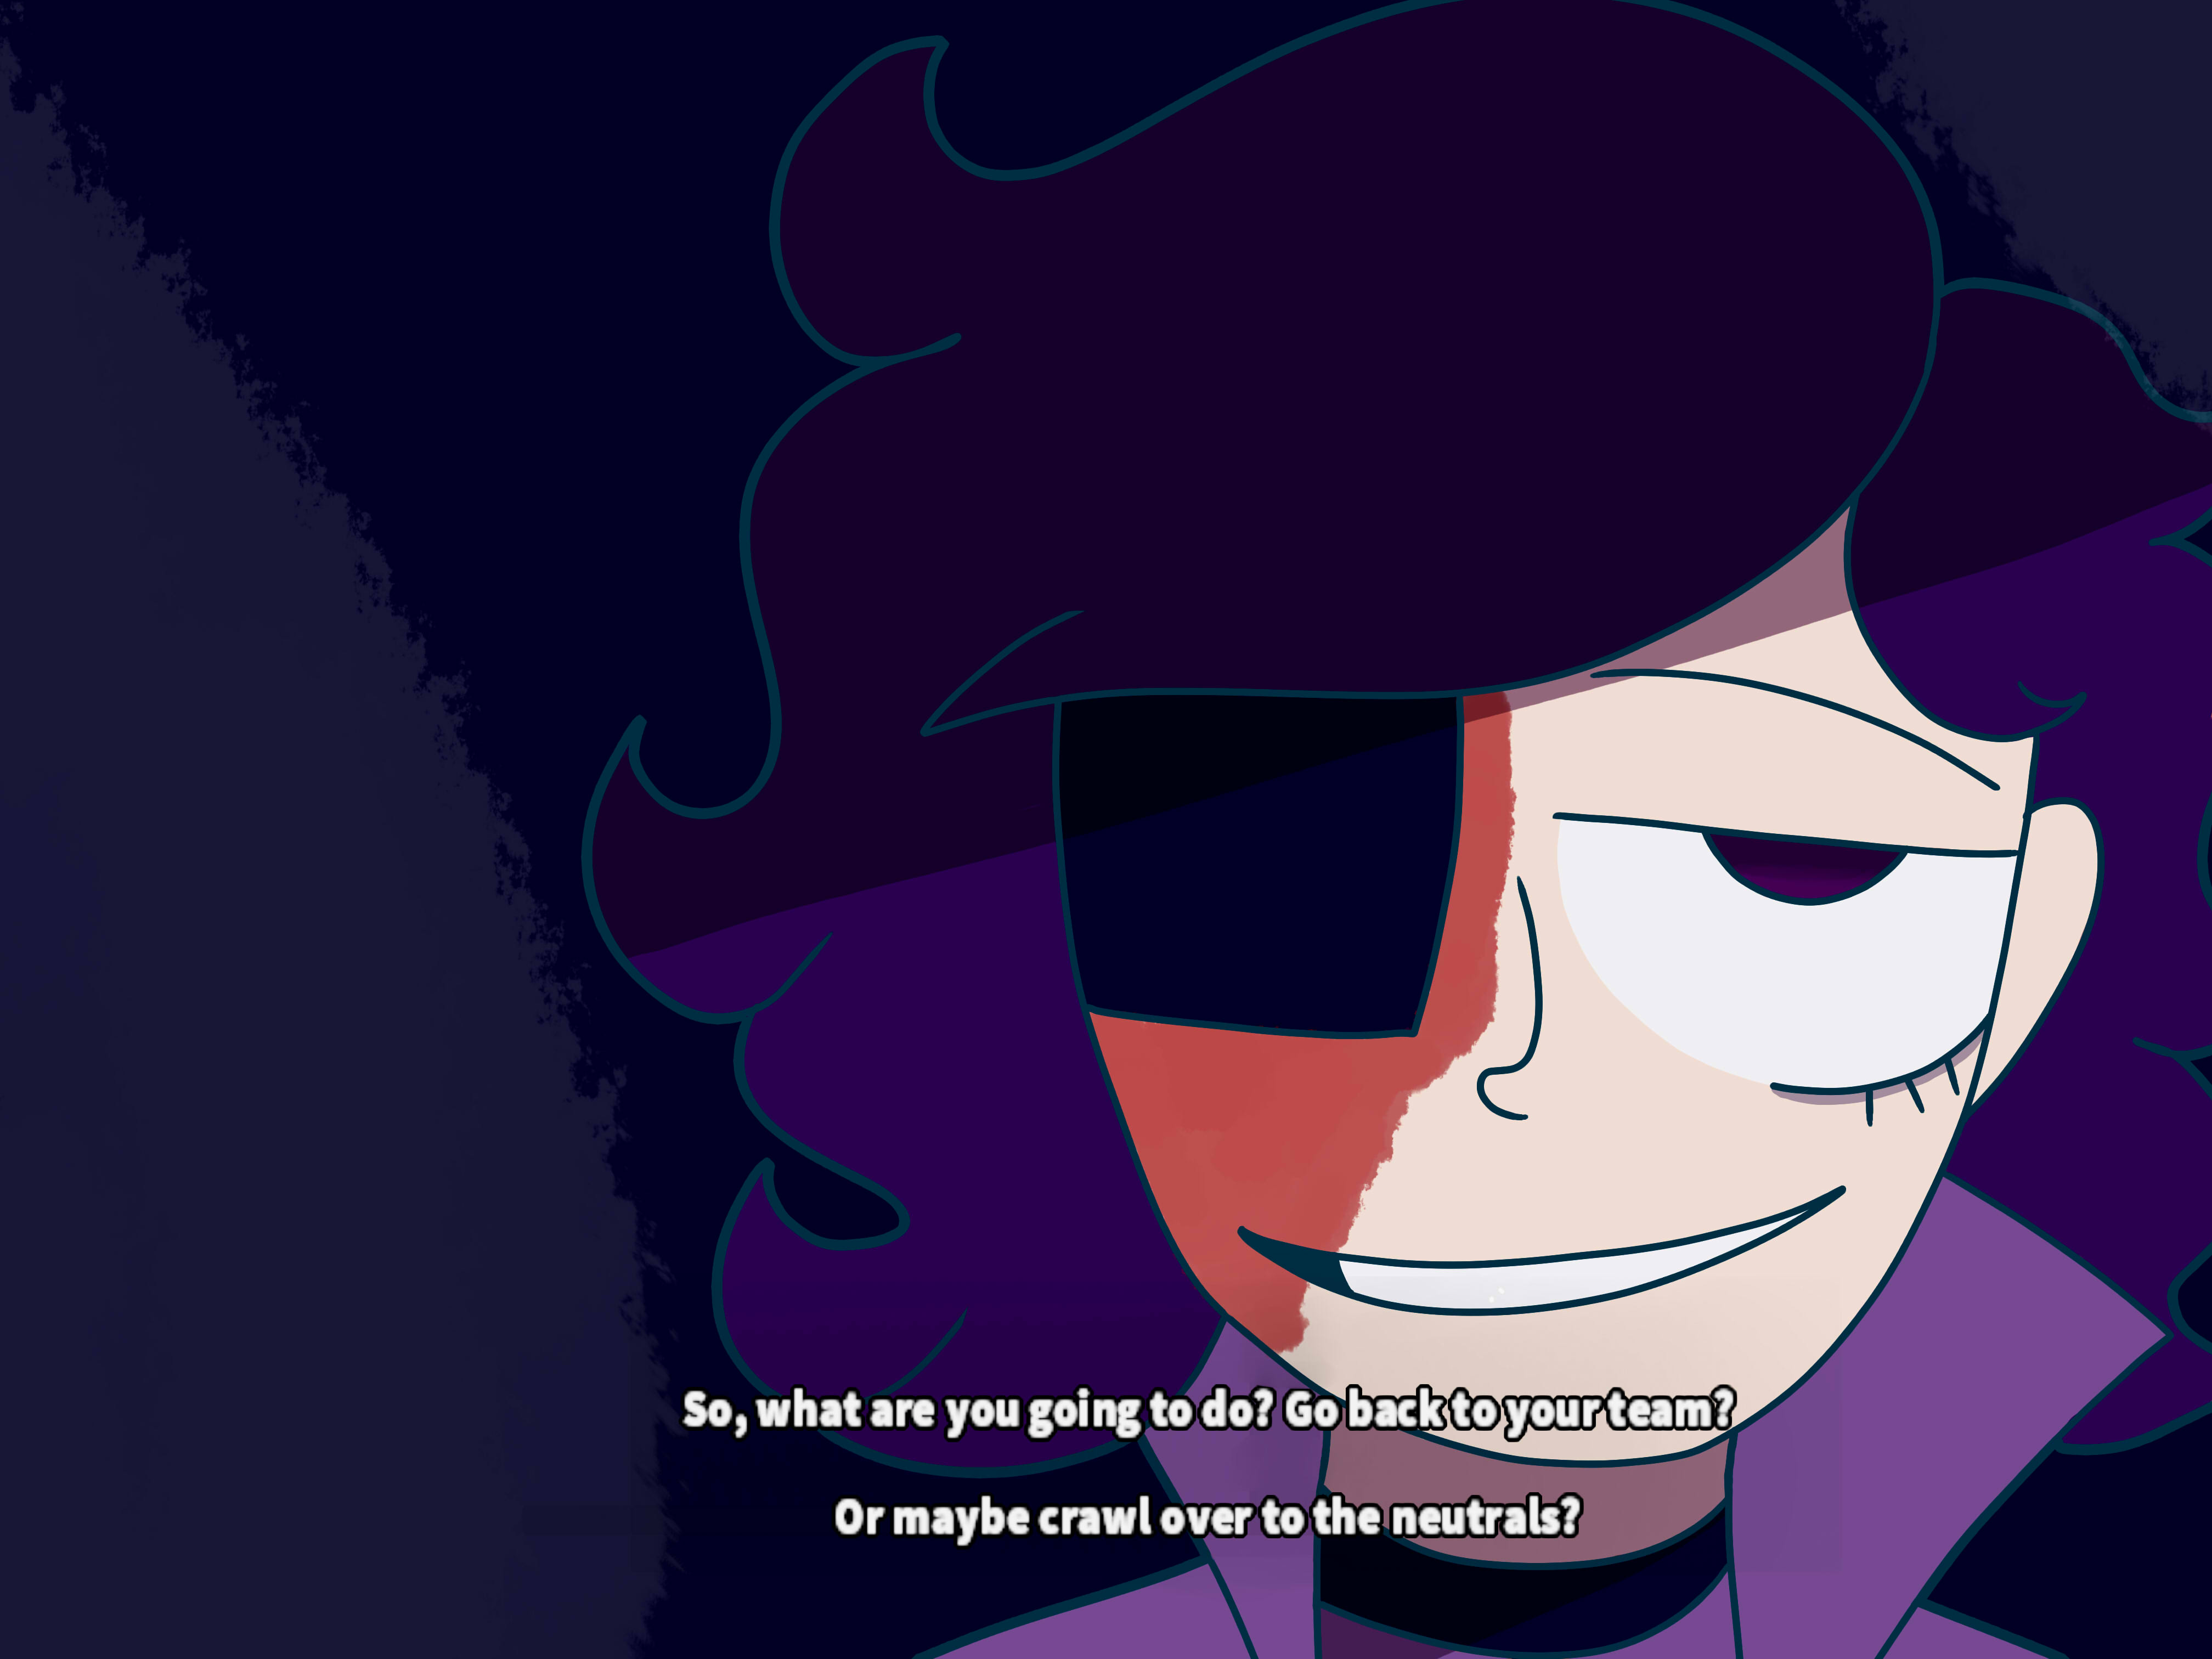 So, what are you going to do? Go back to your team?
Or maybe crawl over to the neutrals?